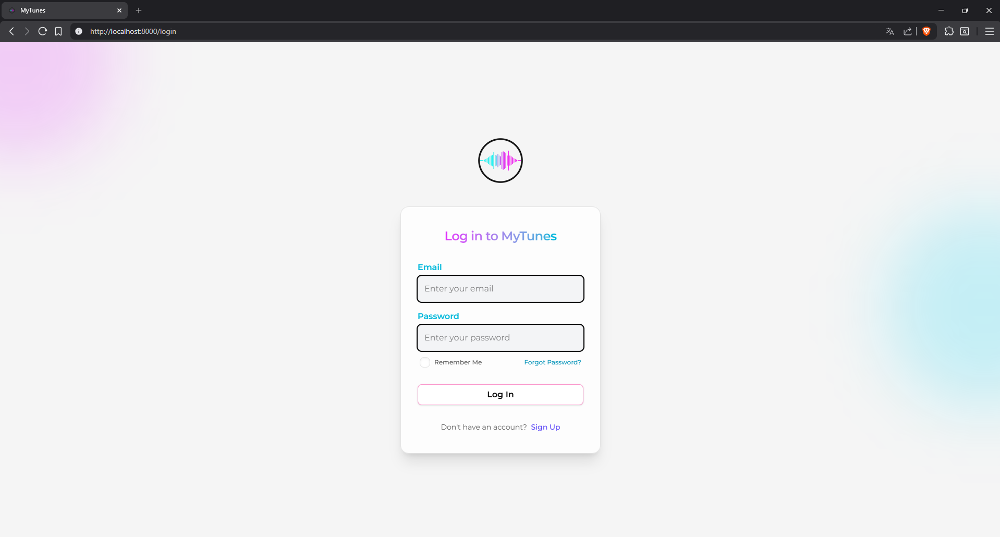 MyTunes
http://localhost:8000/login
Log in to MyTunes
Email
Enter your email
Password
Enter your password
Remember Me Forgot Password?
Log In
Don't have an account? Sign Up